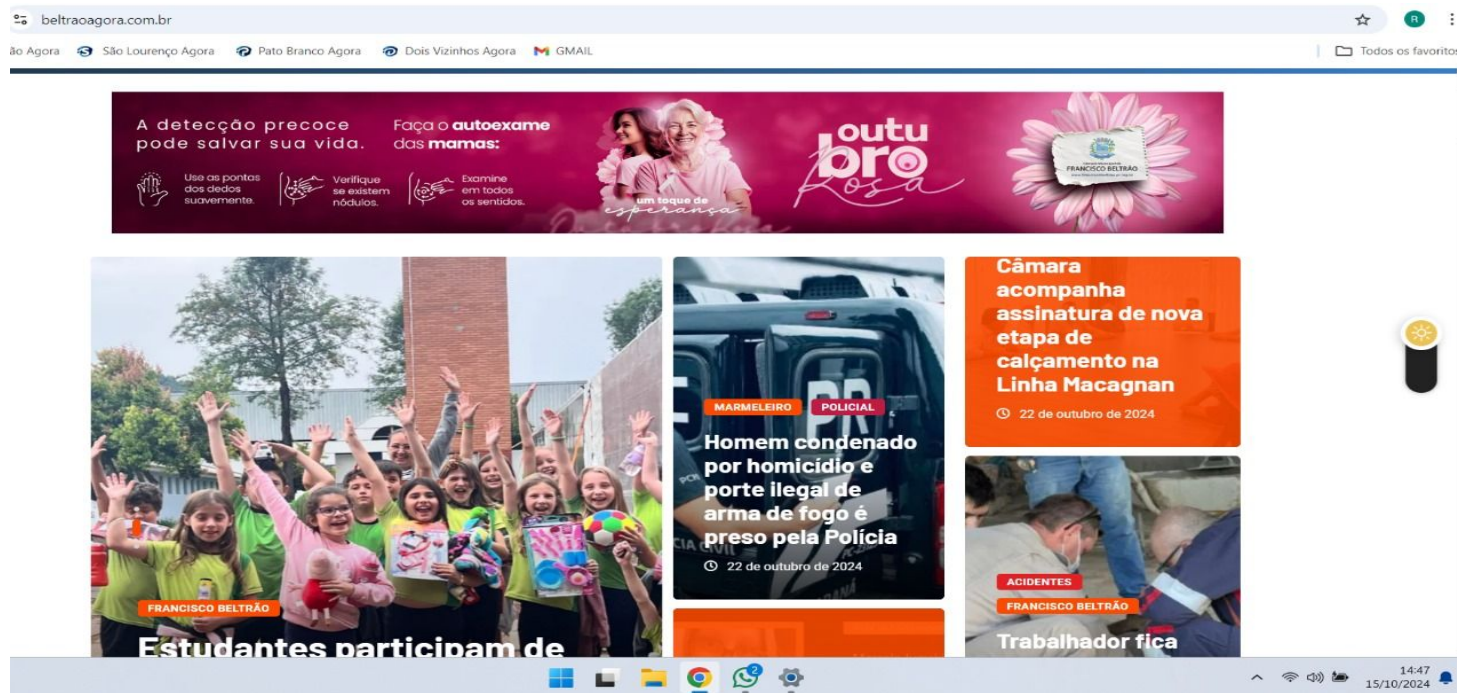 beltraoagora.com.br
R
ão Agora
São Lourenço Agora
Pato Branco Agora
Dois Vizinhos Agora
GMAIL
Todos os favoritos
A detecção precoce
pode salvar sua vida.
Faça o autoexame
das mamas:
Use as pontas
dos dedos
suavemente.
Verifique
se existem
nódulos.
Examine
em todos
os sentidos.
um toque de
esperança
outu
bro
Rosa
FRANCISCO BELTRÃO
FRANCISCO BELTRÃO
Estudantes participam de
PR
MARMELEIRO
POLICIAL
Homem condenado
por homicídio e
porte ilegal de
arma de fogo é
preso pela Polícia
22 de outubro de 2024
Câmara
acompanha
assinatura de nova
etapa de
calçamento na
Linha Macagnan
22 de outubro de 2024
ACIDENTES
FRANCISCO BELTRÃO
Trabalhador fica
2
14:47
15/10/2024